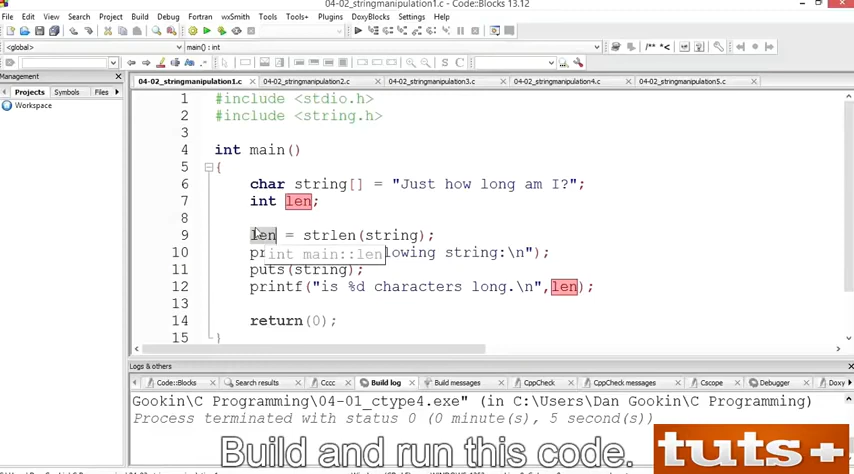 04-02_stringmanipulation1.c - Code::Blocks 13.12
File Edit View Search Project Build Debug Fortran wxSmith Tools Tools+ Plugins DoxyBlocks Settings Help
<global> main() : int
Management
Projects Symbols Files
Workspace
04-02_stringmanipulation1.c 04-02_stringmanipulation2.c 04-02_stringmanipulation3.c 04-02_stringmanipulation4.c 04-02_stringmanipulation5.c
1 #include <stdio.h>
2 #include <string.h>
3
4 int main()
5 {
6 char string[] = "Just how long am I?";
7 int len;
8
9 len = strlen(string);
10 pr lowing string:\n");
int main::len
11 puts(string);
12 printf("is %d characters long.\n",len);
13
14 return(0);
15 }
Logs & others
Code::Blocks Search results Cccc Build log Build messages CppCheck CppCheck messages Cscope Debugger Doxy
Gookin\C Programming\04-01_ctype4.exe" (in C:\Users\Dan Gookin\C Programming)
Process terminated with status 0 (0 minute(s), 5 second(s))
Build and run this code.
tuts+